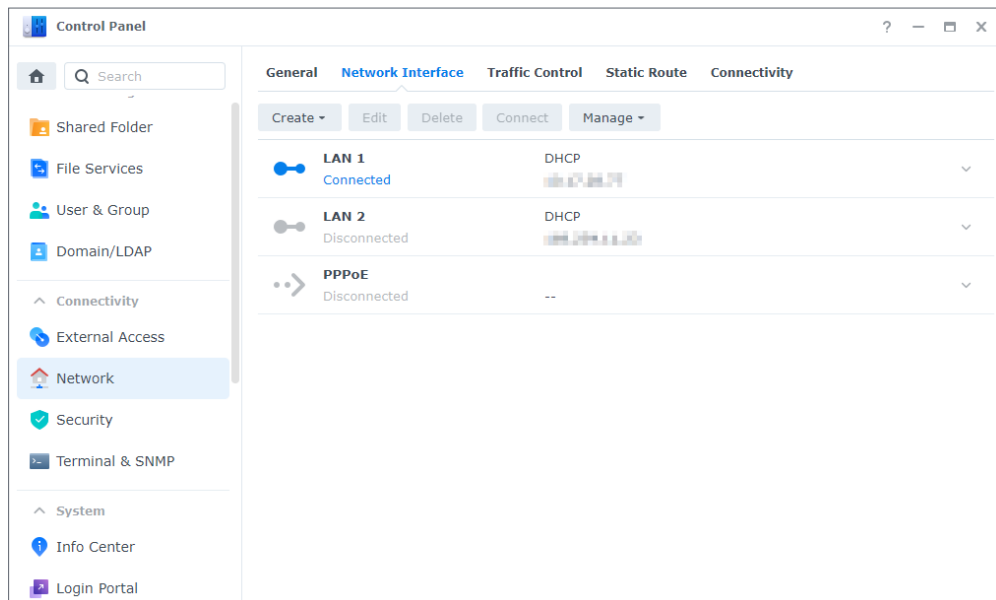 Control Panel
Search
General Network Interface Traffic Control Static Route Connectivity
Create Edit Delete Connect Manage
Shared Folder
File Services
User & Group
Domain/LDAP
Connectivity
External Access
Network
Security
Terminal & SNMP
System
Info Center
Login Portal
LAN 1 DHCP
Connected
LAN 2 DHCP
Disconnected
PPPoE
Disconnected --